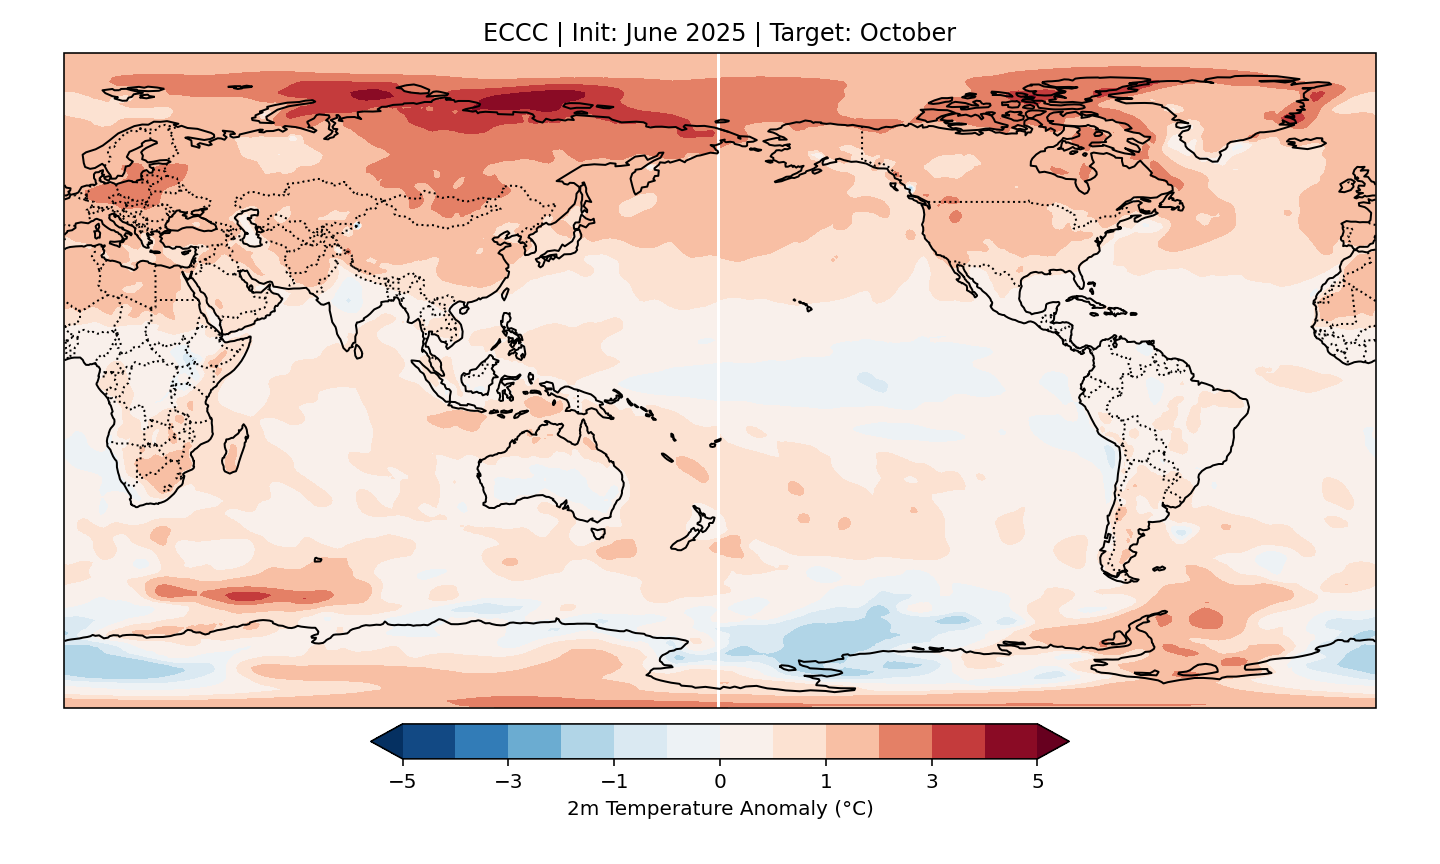 ECCC | Init: June 2025 | Target: October
−5 −3 −1 0 1 3 5
2m Temperature Anomaly (°C)